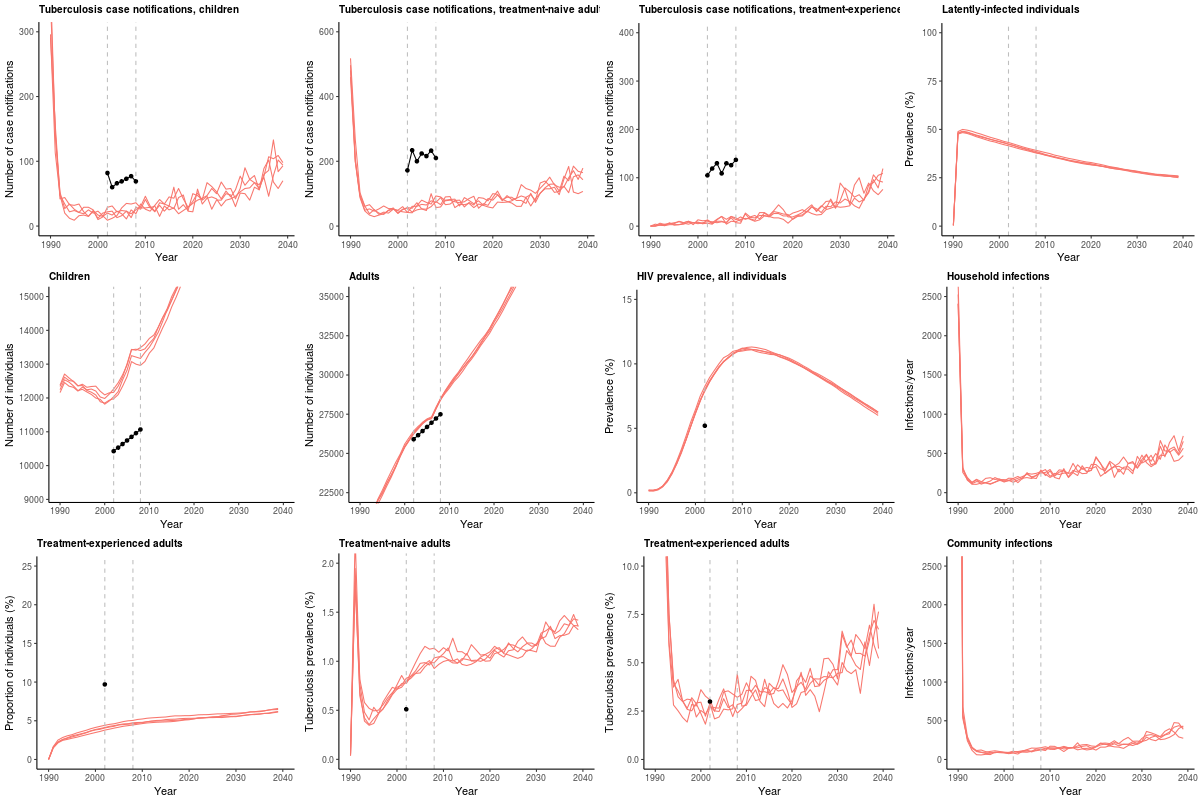 Tuberculosis case notifications, children
Number of case notifications
300
200
100
0
1990 2000 2010 2020 2030 2040
Year
Tuberculosis case notifications, treatment-naive adul
Number of case notifications
600
400
200
0
1990 2000 2010 2020 2030 2040
Year
Tuberculosis case notifications, treatment-experience
Number of case notifications
400
300
200
100
0
1990 2000 2010 2020 2030 2040
Year
Latently-infected individuals
Prevalence (%)
100
75
50
25
0
1990 2000 2010 2020 2030 2040
Year
Children
Number of individuals
15000
14000
13000
12000
11000
10000
9000
1990 2000 2010 2020 2030 2040
Year
Adults
Number of individuals
35000
32500
30000
27500
25000
22500
1990 2000 2010 2020 2030 2040
Year
HIV prevalence, all individuals
Prevalence (%)
15
10
5
0
1990 2000 2010 2020 2030 2040
Year
Household infections
Infections/year
2500
2000
1500
1000
500
0
1990 2000 2010 2020 2030 2040
Year
Treatment-experienced adults
Proportion of individuals (%)
25
20
15
10
5
0
1990 2000 2010 2020 2030 2040
Year
Treatment-naive adults
Tuberculosis prevalence (%)
2.0
1.5
1.0
0.5
0.0
1990 2000 2010 2020 2030 2040
Year
Treatment-experienced adults
Tuberculosis prevalence (%)
10.0
7.5
5.0
2.5
0.0
1990 2000 2010 2020 2030 2040
Year
Community infections
Infections/year
2500
2000
1500
1000
500
0
1990 2000 2010 2020 2030 2040
Year